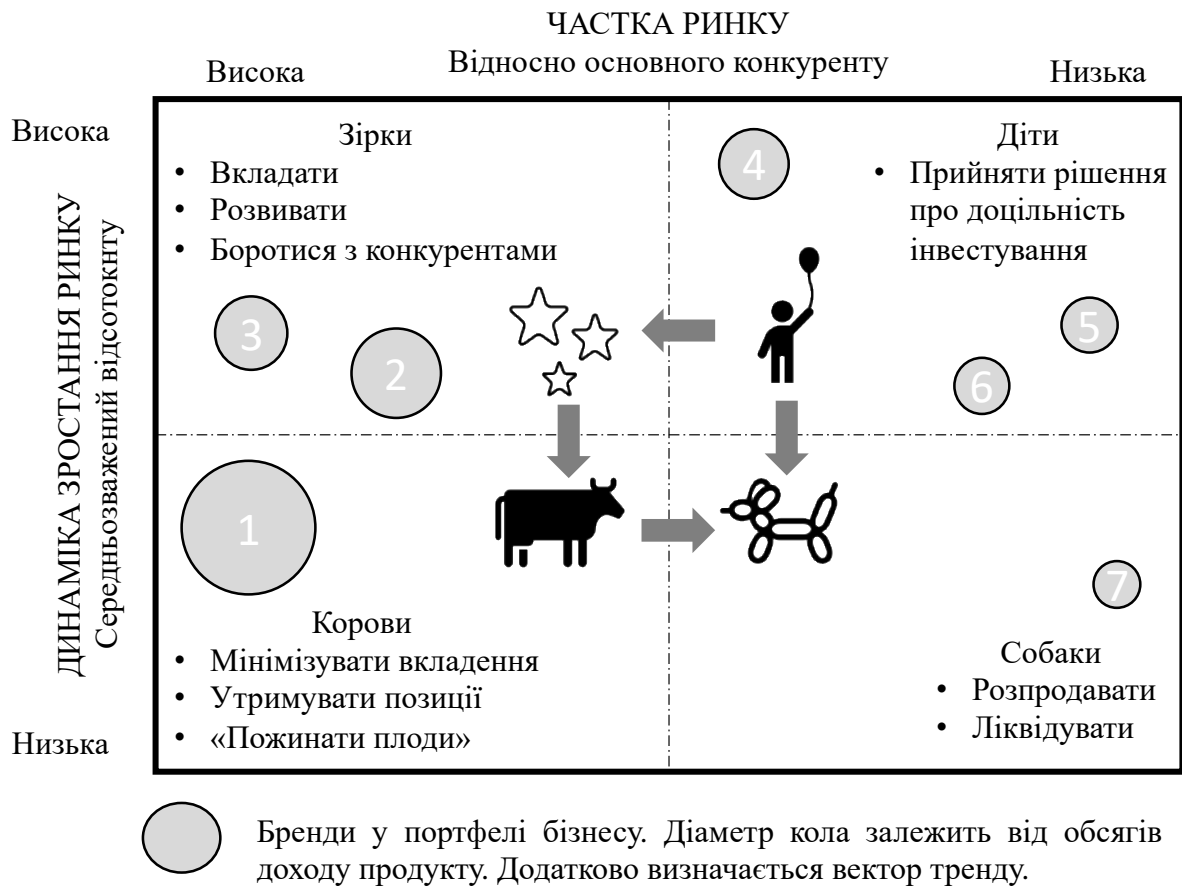 ЧАСТКА РИНКУ
Відносно основного конкуренту
Висока
Низька
Висока
ДИНАМІКА ЗРОСТАННЯ РИНКУ
Середньозважений відсотокнту
Низька
Зірки
• Вкладати
• Розвивати
• Боротися з конкурентами
3
2
4
Діти
• Прийняти рішення
про доцільність
інвестування
5
6
1
Корови
• Мінімізувати вкладення
• Утримувати позиції
• «Пожинати плоди»
7
Собаки
• Розпродавати
• Ліквідувати
Бренди у портфелі бізнесу. Діаметр кола залежить від обсягів
доходу продукту. Додатково визначається вектор тренду.